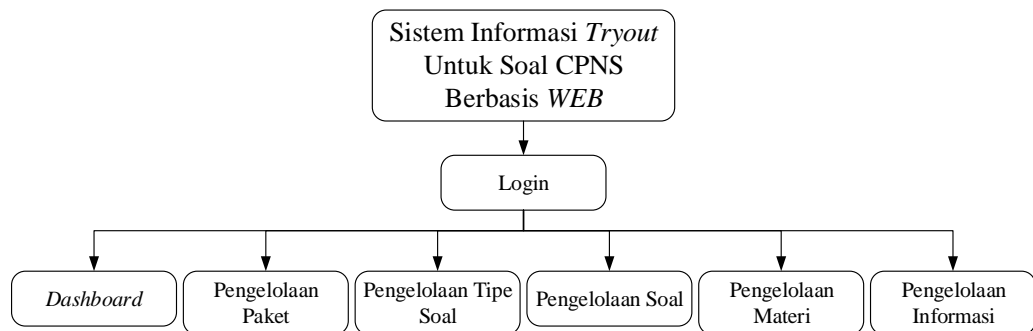 Sistem Informasi Tryout
Untuk Soal CPNS
Berbasis WEB
Login
Dashboard
Pengelolaan
Paket
Pengelolaan Tipe
Soal
Pengelolaan Soal
Pengelolaan
Materi
Pengelolaan
Informasi